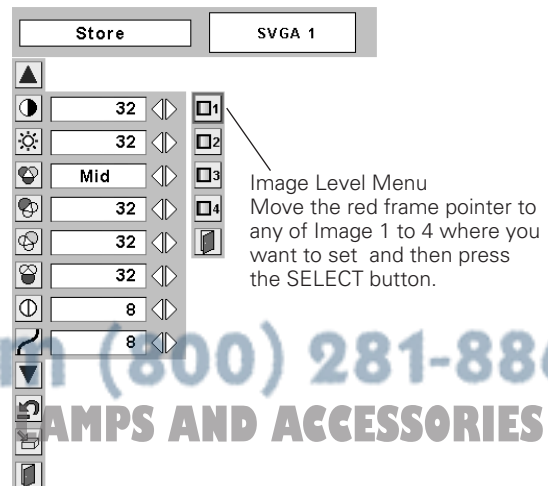 Store
SVGA 1
32
1
32
2
Mid
3
32
4
32
32
8
8
Image Level Menu
Move the red frame pointer to
any of Image 1 to 4 where you
want to set and then press
the SELECT button.
(800) 281-88
AMPS AND ACCESSORIES